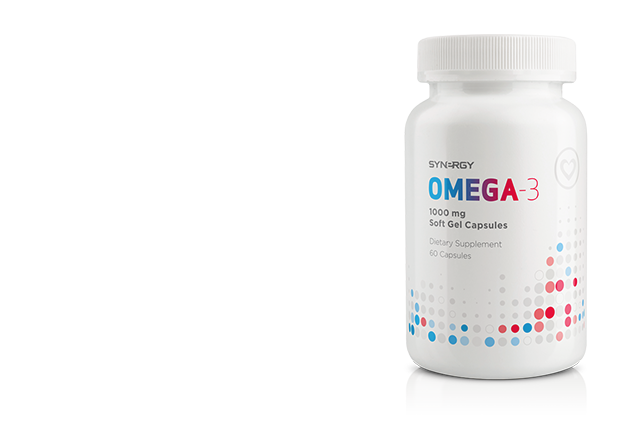 SYNERGY
OMEGA-3
1000 mg
Soft Gel Capsules
Dietary Supplement
60 Capsules